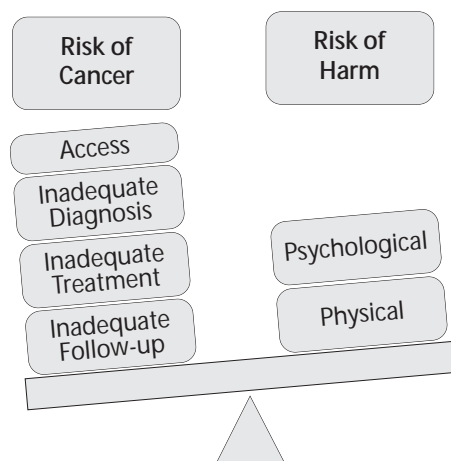 Risk of
Cancer
Risk of
Harm
Access
Inadequate
Diagnosis
Inadequate
Treatment
Inadequate
Follow-up
Psychological
Physical